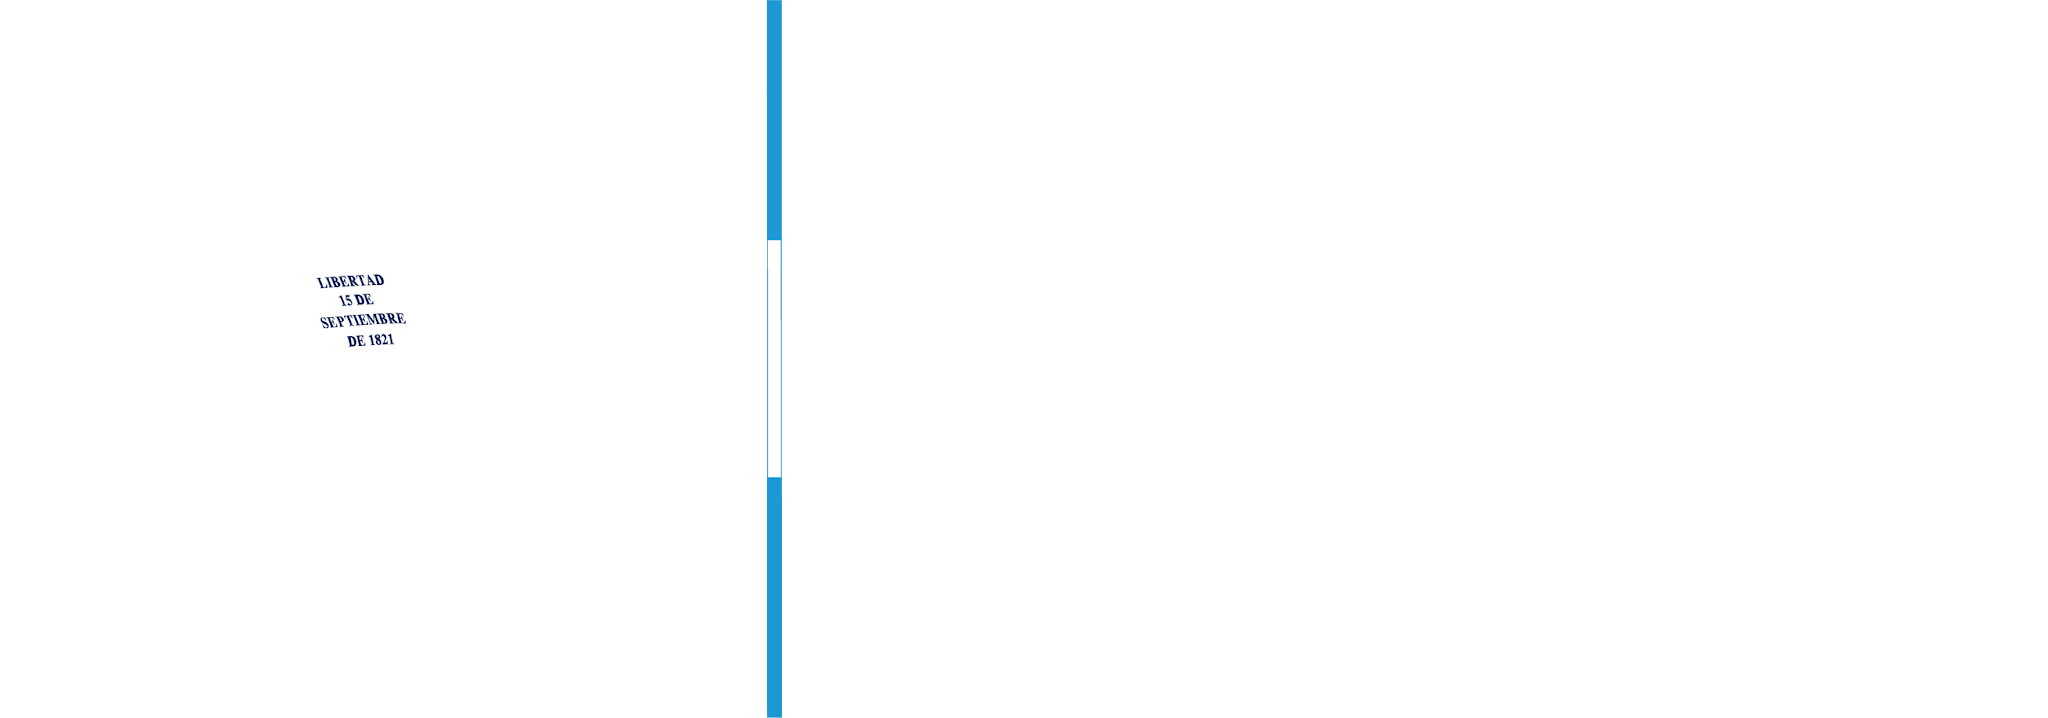 LIBERTAD
15 DE
SEPTIEMBRE
DE 1821